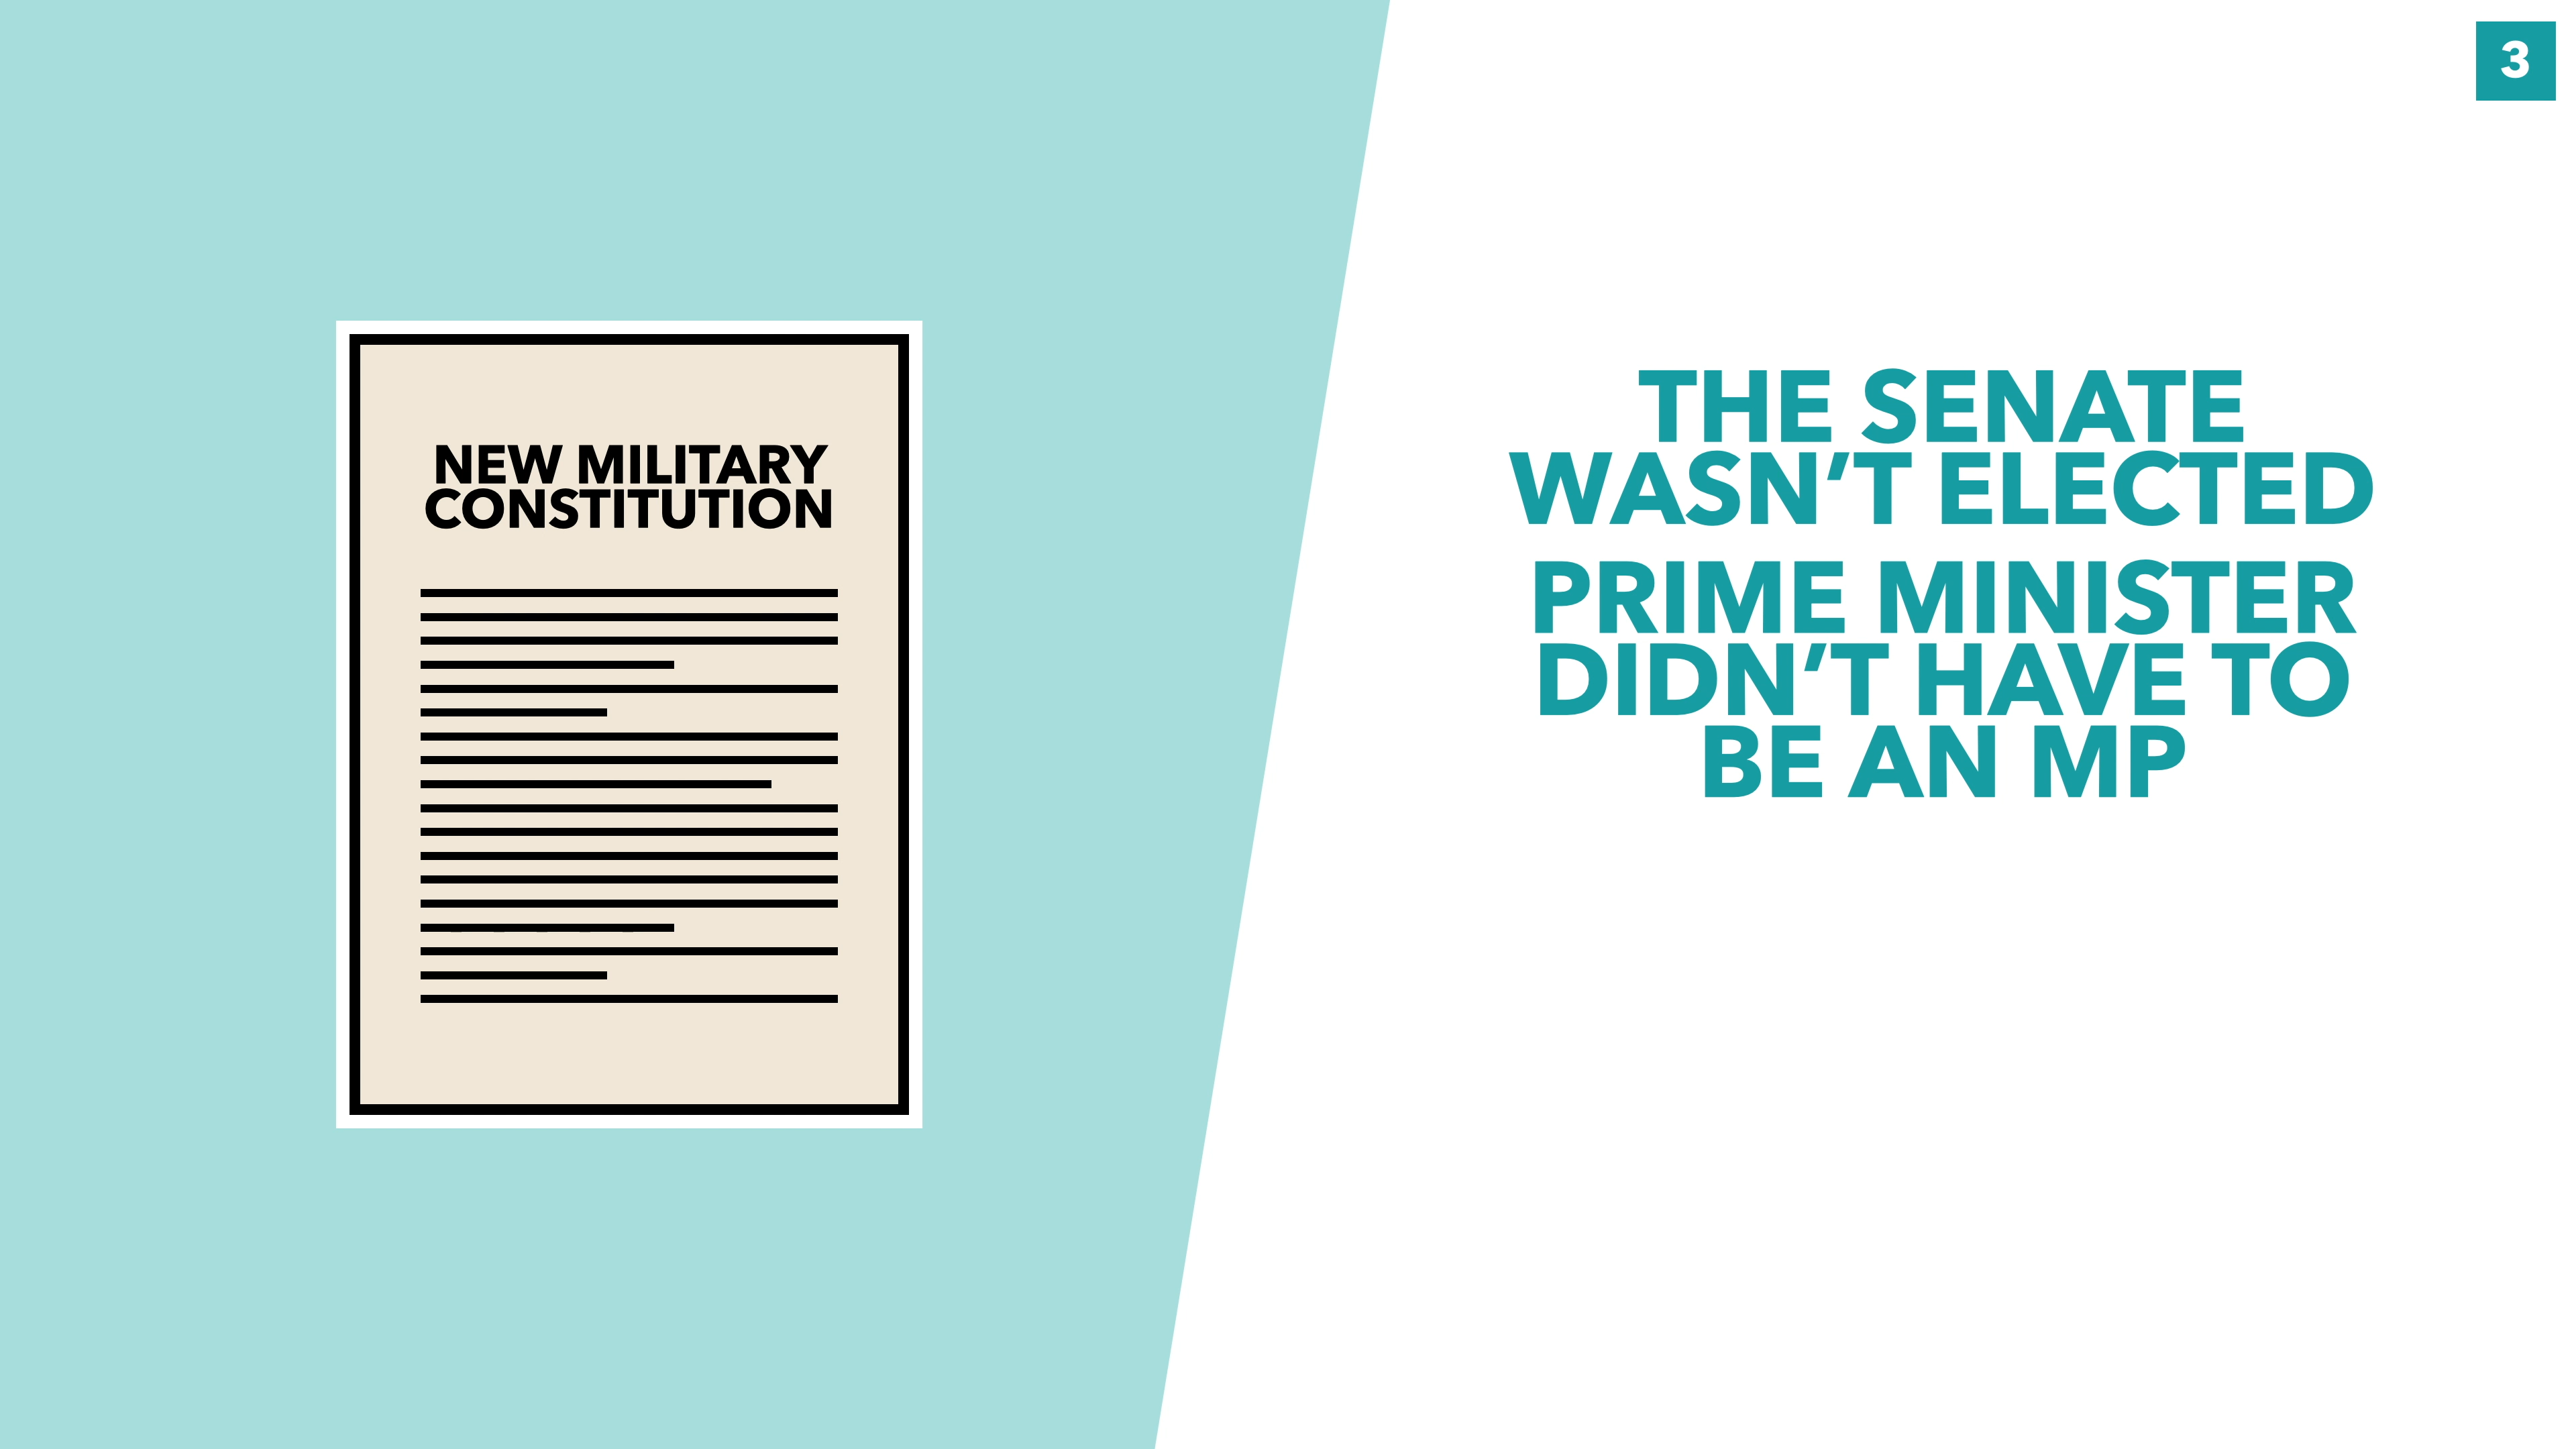 3
NEW MILITARY
CONSTITUTION
THE SENATE
WASN’T ELECTED
PRIME MINISTER
DIDN’T HAVE TO
BE AN MP